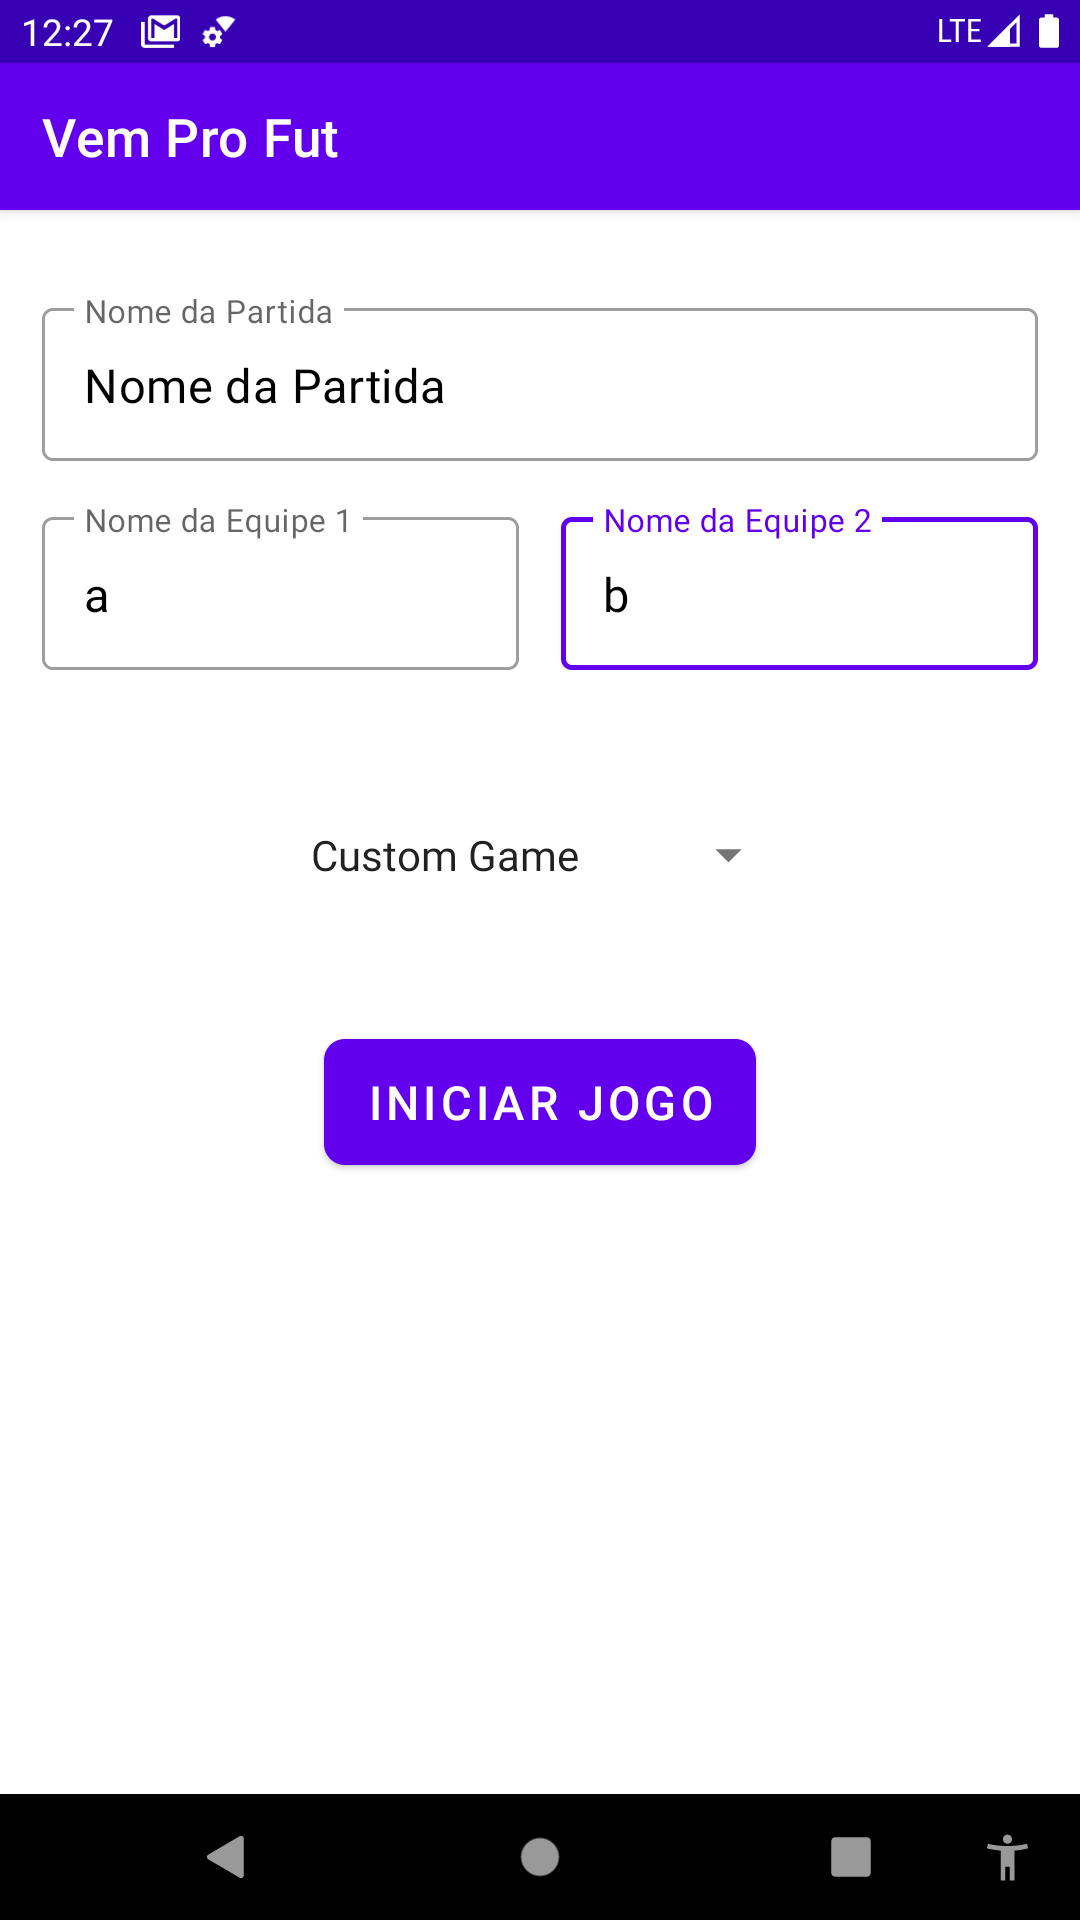 12:27 LTE
Vem Pro Fut
Nome da Partida
Nome da Partida
Nome da Equipe 1 Nome da Equipe 2
a b
Custom Game
INICIAR JOGO